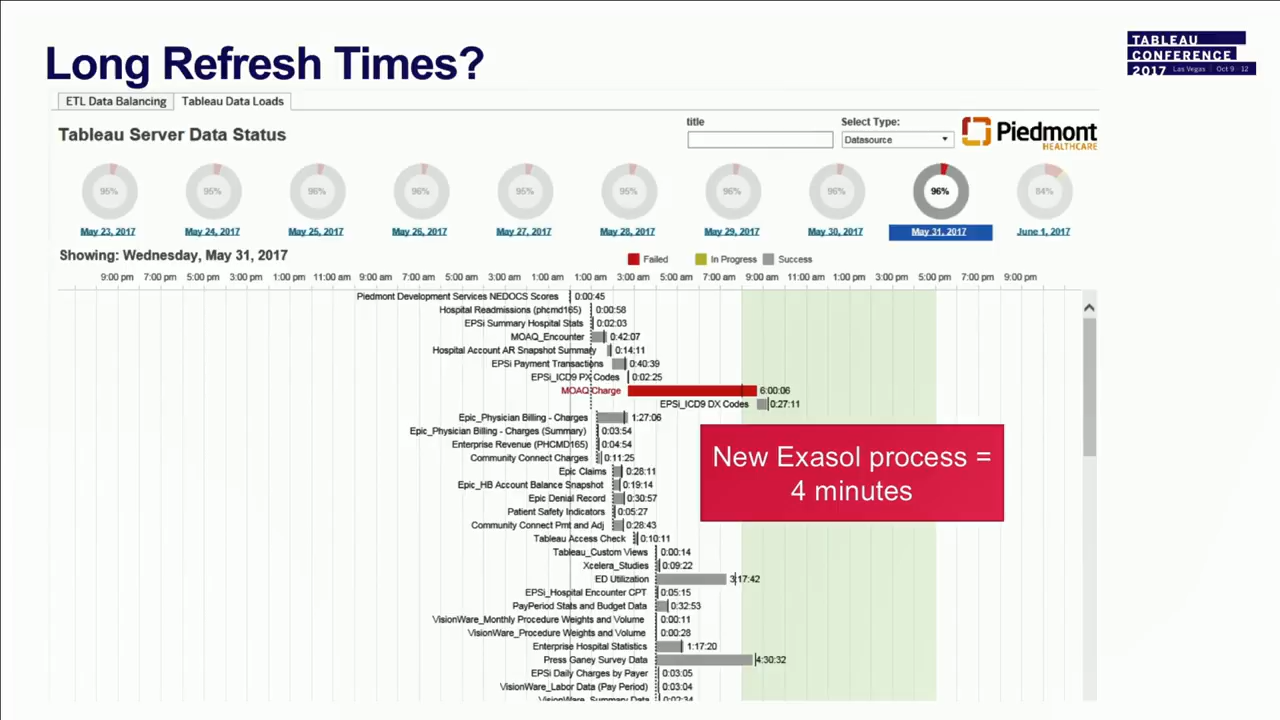 Long Refresh Times?
TABLEAU
CONFERENCE
2017 Las Vegas | Oct 9 - 12
ETL Data Balancing Tableau Data Loads
Tableau Server Data Status
title
Select Type:
Datasource
Piedmont
HEALTHCARE
95% 95% 96% 96% 95% 95% 96% 96% 96% 84%
May 23, 2017 May 24, 2017 May 25, 2017 May 26, 2017 May 27, 2017 May 28, 2017 May 29, 2017 May 30, 2017 May 31, 2017 June 1, 2017
Showing: Wednesday, May 31, 2017
Failed In Progress Success
9:00 pm 7:00 pm 5:00 pm 3:00 pm 1:00 pm 11:00 am 9:00 am 7:00 am 5:00 am 3:00 am 1:00 am 1:00 am 3:00 am 5:00 am 7:00 am 9:00 am 11:00 am 1:00 pm 3:00 pm 5:00 pm 7:00 pm 9:00 pm
Piedmont Development Services NEDOCS Scores 0:00:45
Hospital Readmissions (phcmd165) 0:00:58
EPSi Summary Hospital Stats 0:02:03
MOAQ_Encounter 0:42:07
Hospital Account AR Snapshot Summary 0:14:11
EPSi Payment Transactions 0:40:39
EPSi_ICD9 PX Codes 0:02:25
MOAQ Charge 6:00:06
EPSi_ICD9 DX Codes 0:27:11
Epic_Physician Billing - Charges 1:27:06
Epic_Physician Billing - Charges (Summary) 0:03:54
Enterprise Revenue (PHCMD165) 0:04:54
Community Connect Charges 0:11:25
Epic Claims 0:28:11
Epic_HB Account Balance Snapshot 0:19:14
Epic Denial Record 0:30:57
Patient Safety Indicators 0:05:27
Community Connect Pmt and Adj 0:28:43
Tableau Access Check 0:10:11
Tableau_Custom Views 0:00:14
Xcelera_Studies 0:09:22
ED Utilization 3:17:42
EPSi_Hospital Encounter CPT 0:05:15
PayPeriod Stats and Budget Data 0:32:53
VisionWare_Monthly Procedure Weights and Volume 0:00:11
VisionWare_Procedure Weights and Volume 0:00:28
Enterprise Hospital Statistics 1:17:20
Press Ganey Survey Data 4:30:32
EPSi Daily Charges by Payer 0:03:05
VisionWare_Labor Data (Pay Period) 0:03:04
VisionWare_Summary Data 0:02:34
New Exasol process =
4 minutes